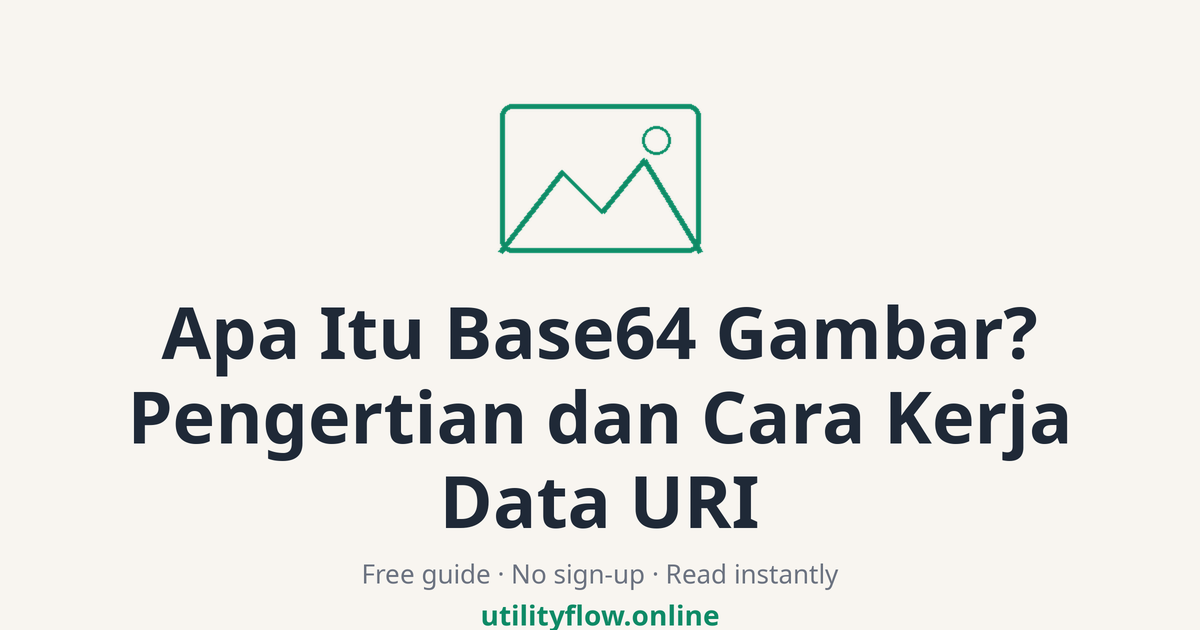 Apa Itu Base64 Gambar?
Pengertian dan Cara Kerja
Data URI
Free guide · No sign-up · Read instantly
utilityflow.online